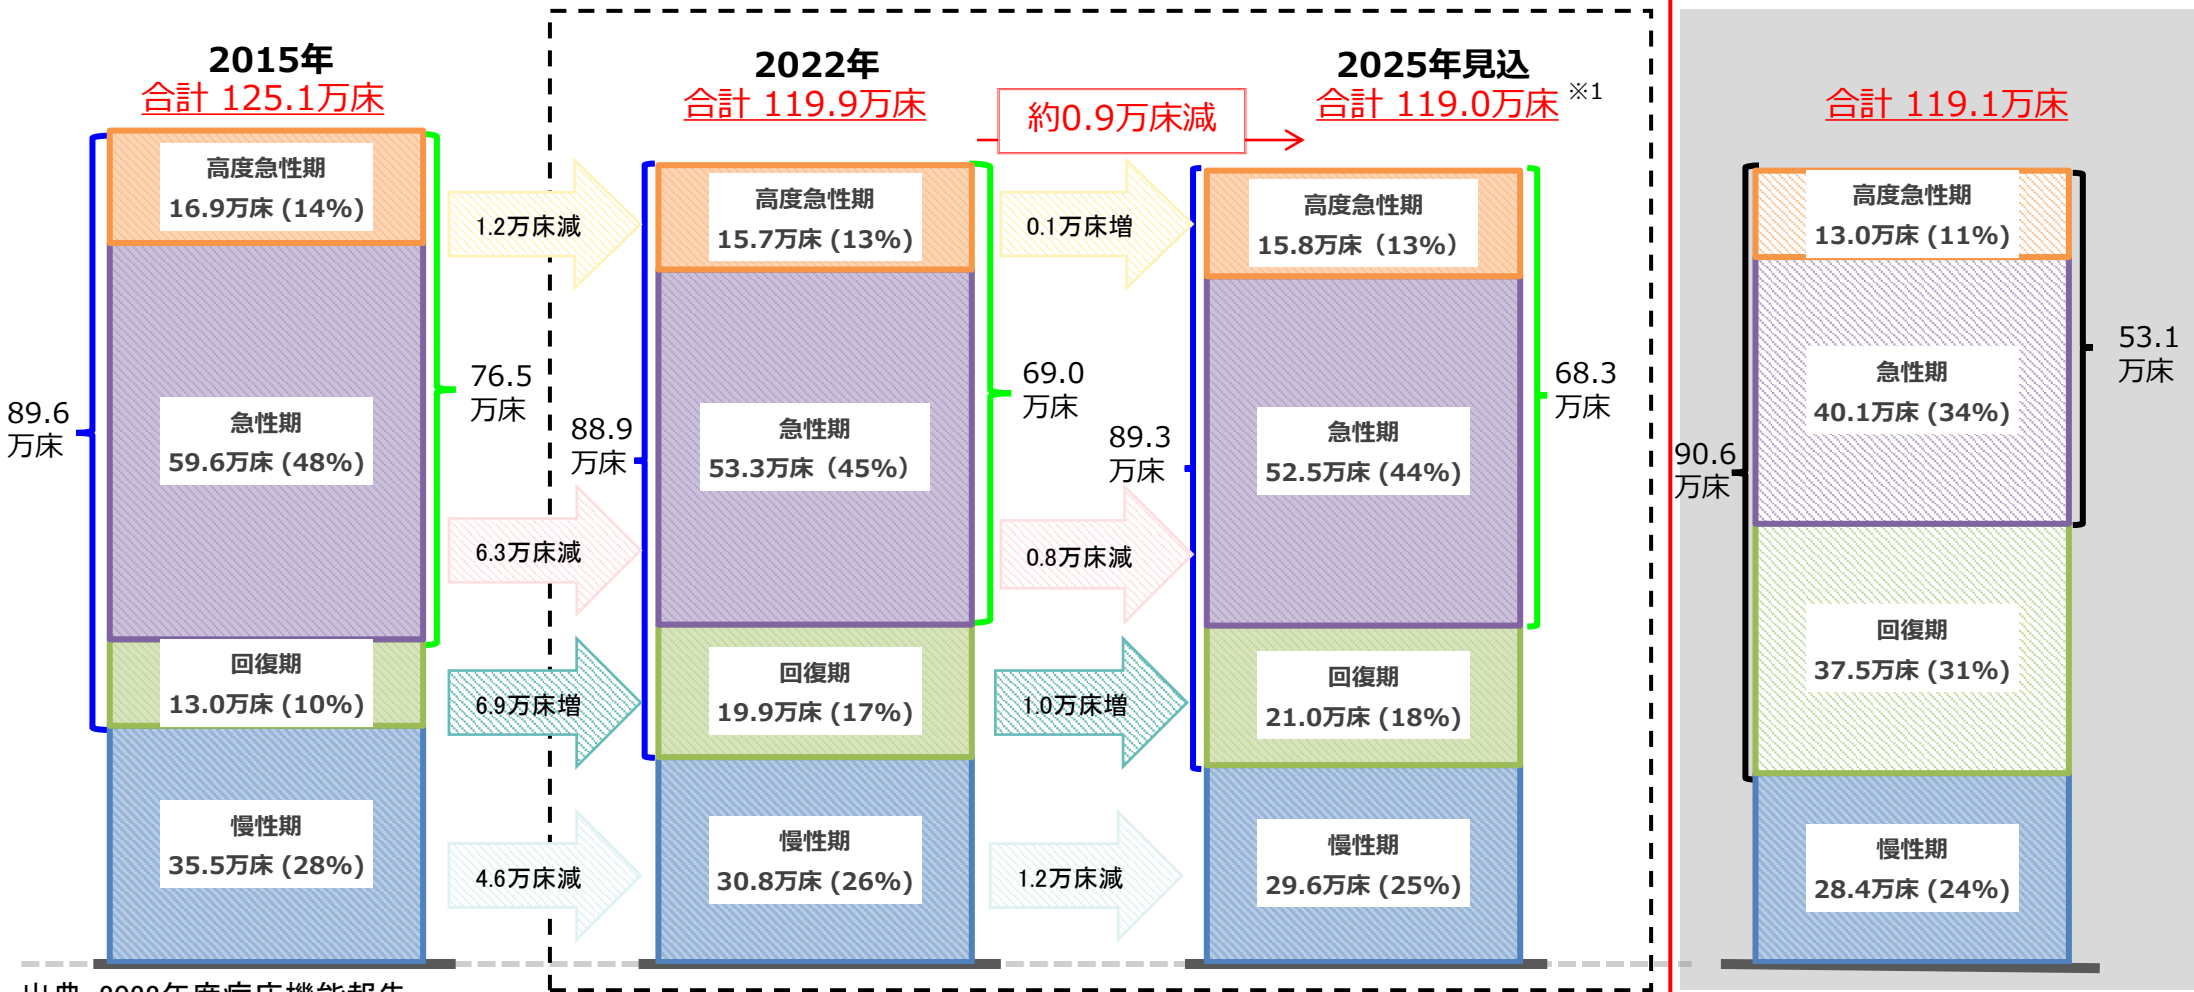 2015年
合計 125.1万床
高度急性期
16.9万床 (14%)
急性期
59.6万床 (48%)
回復期
13.0万床 (10%)
慢性期
35.5万床 (28%)
89.6
万床
76.5
万床
1.2万床減
6.3万床減
6.9万床増
4.6万床減
2022年
合計 119.9万床
高度急性期
15.7万床 (13%)
急性期
53.3万床（45%）
回復期
19.9万床 (17%)
慢性期
30.8万床 (26%)
88.9
万床
69.0
万床
約0.9万床減
0.1万床増
0.8万床減
1.0万床増
1.2万床減
2025年見込
合計 119.0万床 ※1
高度急性期
15.8万床（13%）
急性期
52.5万床 (44%)
回復期
21.0万床 (18%)
慢性期
29.6万床 (25%)
89.3
万床
68.3
万床
合計 119.1万床
高度急性期
13.0万床 (11%)
急性期
40.1万床 (34%)
回復期
37.5万床 (31%)
慢性期
28.4万床 (24%)
90.6
万床
53.1
万床